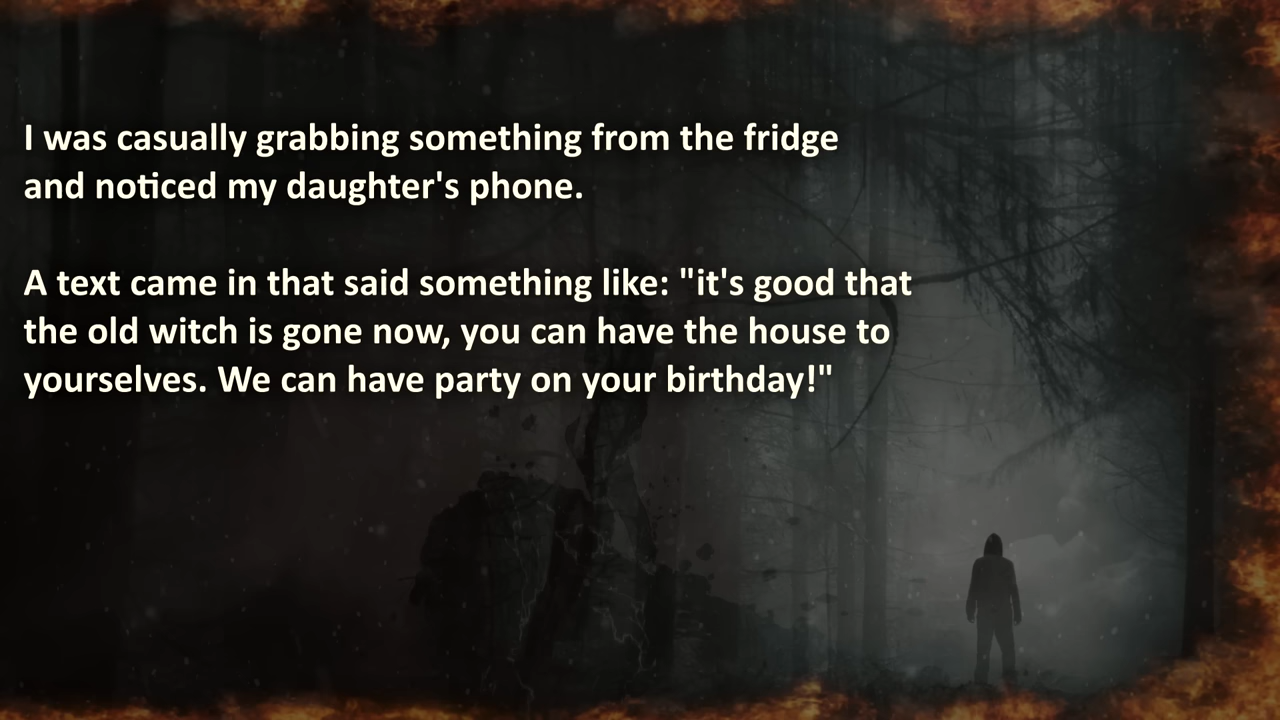 I was casually grabbing something from the fridge
and noticed my daughter's phone.
A text came in that said something like: "it's good that
the old witch is gone now, you can have the house to
yourselves. We can have party on your birthday!"